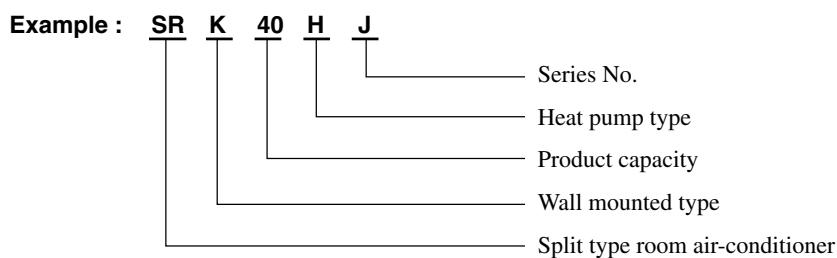 Example : SR K 40 H J
Series No.
Heat pump type
Product capacity
Wall mounted type
Split type room air-conditioner